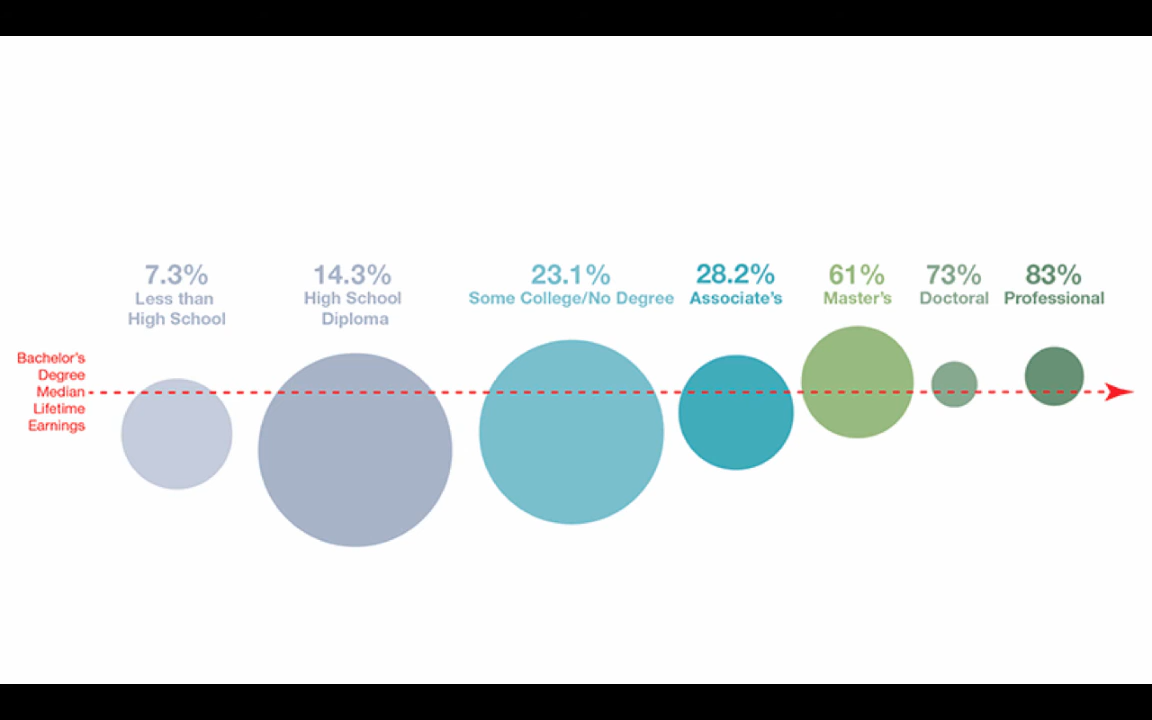 7.3%
Less than
High School
14.3%
High School
Diploma
23.1%
Some College/No Degree
28.2%
Associate's
61%
Master's
73%
Doctoral
83%
Professional
Bachelor's
Degree
Median
Lifetime
Earnings